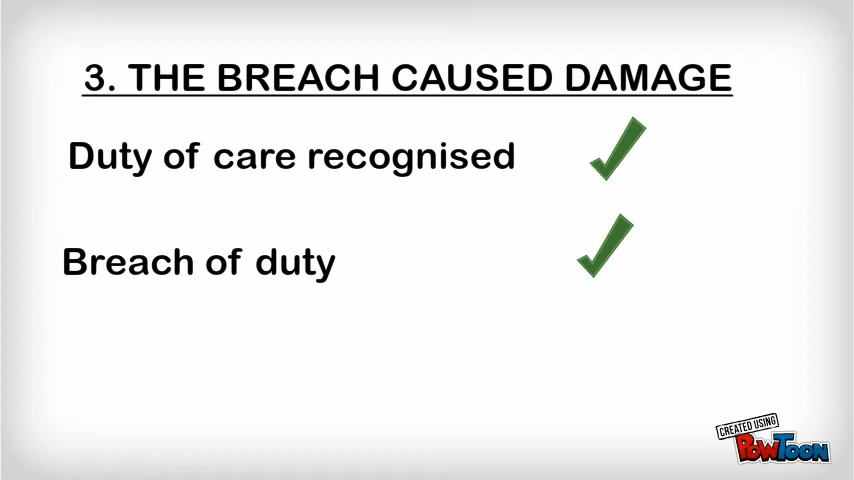 3. THE BREACH CAUSED DAMAGE
Duty of care recognised
Breach of duty
CREATED USING
POWTOON